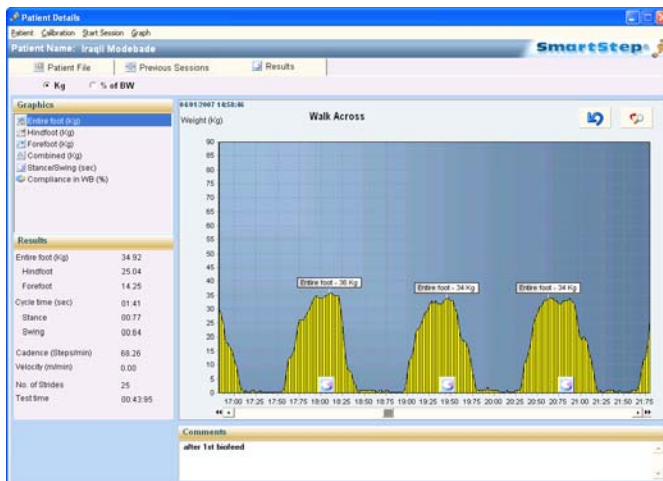 Patient Details
Patient Calibration Start Session Graph
Patient Name: Iraqli Modebade
SmartStep
Patient File Previous Sessions Results
Kg % of BW
Graphics
Entire foot (Kg)
Hindfoot (Kg)
Forefoot (Kg)
Combined (Kg)
Stance/Swing (sec)
Compliance in WB (%)
Results
Entire foot (Kg) 34.92
Hindfoot 25.04
Forefoot 14.25
Cycle time (sec) 01:41
Stance 00:77
Swing 00:64
Cadence (Steps/min) 68.26
Velocity (m/min) 0.00
No. of Strides 25
Test time 00:43:95
04/01/2007 14:58:46
Weight (Kg)
Walk Across
90
85
80
75
70
65
60
55
50
45
40
35
30
25
20
15
10
5
0
Entire foot - 36 Kg
Entire foot - 34 Kg
Entire foot - 34 Kg
17:00 17:25 17:50 17:75 18:00 18:25 18:50 18:75 19:00 19:25 19:50 19:75 20:00 20:25 20:50 20:75 21:00 21:25 21:50 21:75
Comments
after 1st biofeed